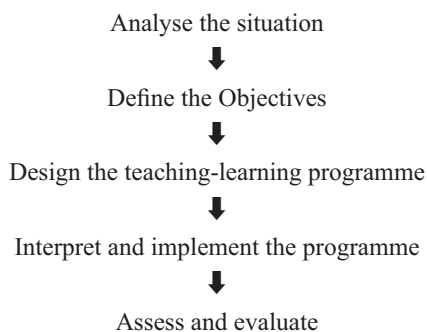 Analyse the situation
Define the Objectives
Design the teaching-learning programme
Interpret and implement the programme
Assess and evaluate